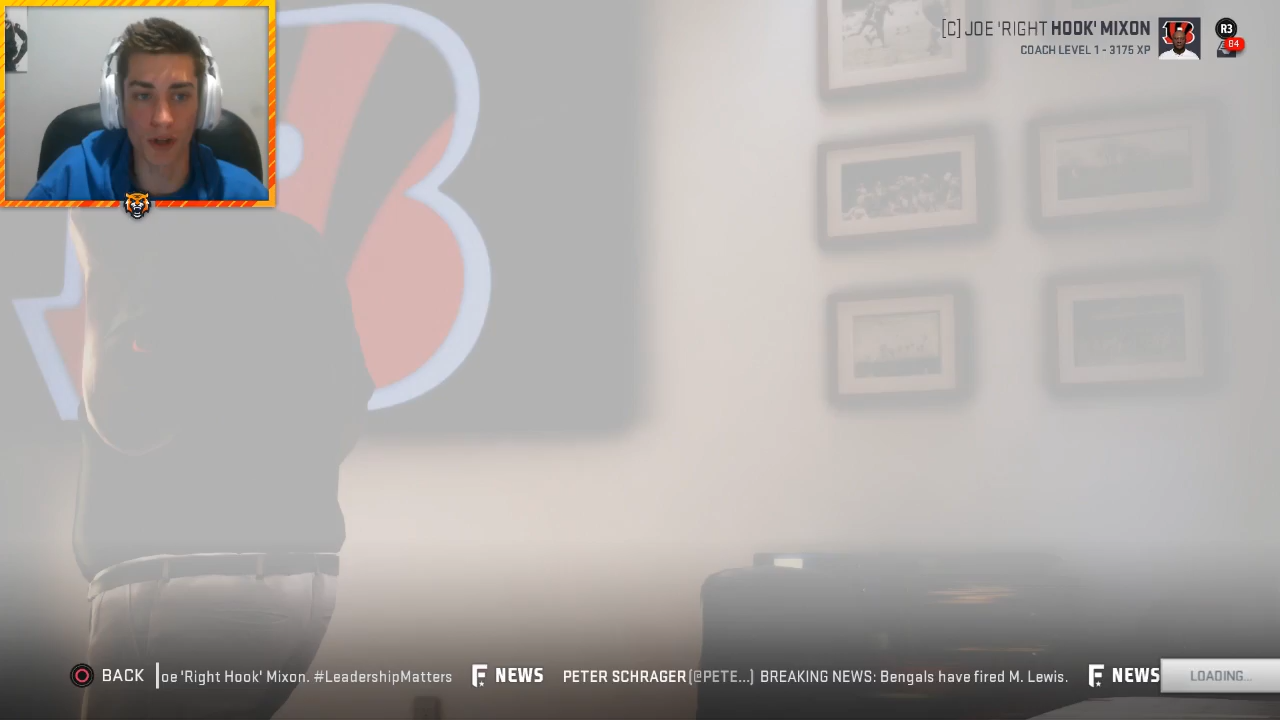 [C] JOE 'RIGHT HOOK' MIXON
COACH LEVEL 1 - 3175 XP
R3
84
BACK
oe 'Right Hook' Mixon. #LeadershipMatters
NEWS
PETER SCHRAGER (@PETE...) BREAKING NEWS: Bengals have fired M. Lewis.
NEWS
LOADING...